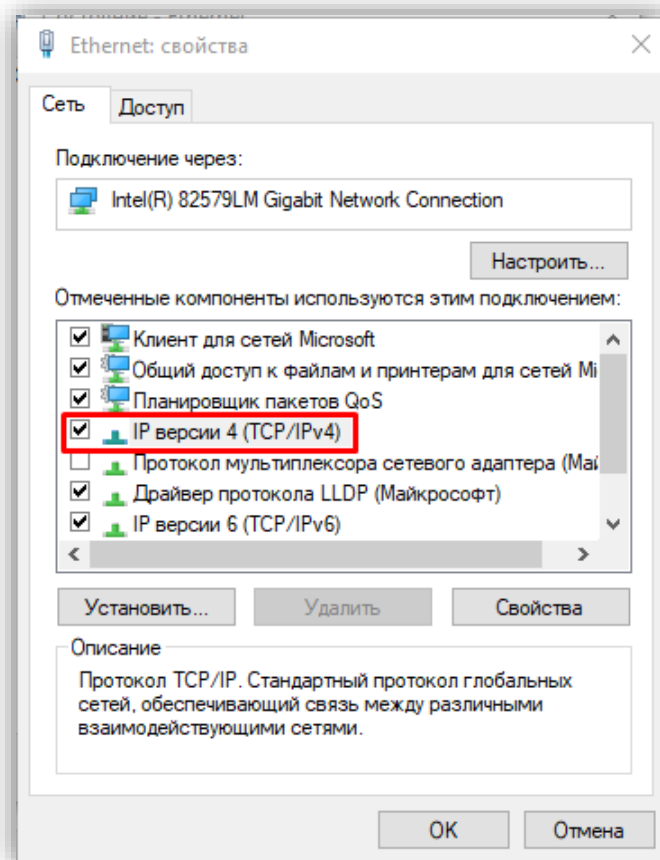 Ethernet: свойства
Сеть
Доступ
Подключение через:
Intel(R) 82579LM Gigabit Network Connection
Настроить...
Отмеченные компоненты используются этим подключением:
Клиент для сетей Microsoft
Общий доступ к файлам и принтерам для сетей Mi
Планировщик пакетов QoS
IP версии 4 (TCP/IPv4)
Протокол мультиплексора сетевого адаптера (Май
Драйвер протокола LLDP (Майкрософт)
IP версии 6 (TCP/IPv6)
Установить...
Удалить
Свойства
Описание
Протокол TCP/IP. Стандартный протокол глобальных
сетей, обеспечивающий связь между различными
взаимодействующими сетями.
OK
Отмена